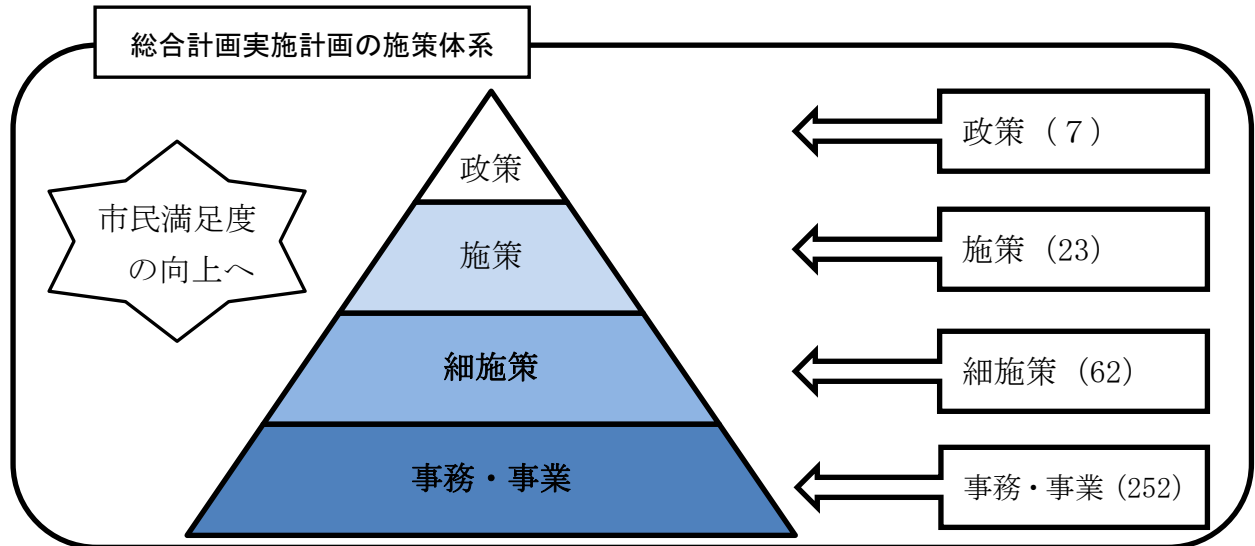 総合計画実施計画の施策体系
市民満足度
の向上へ
政策
施策
細施策
事務・事業
政策（７）
施策（23）
細施策（62）
事務・事業（252）